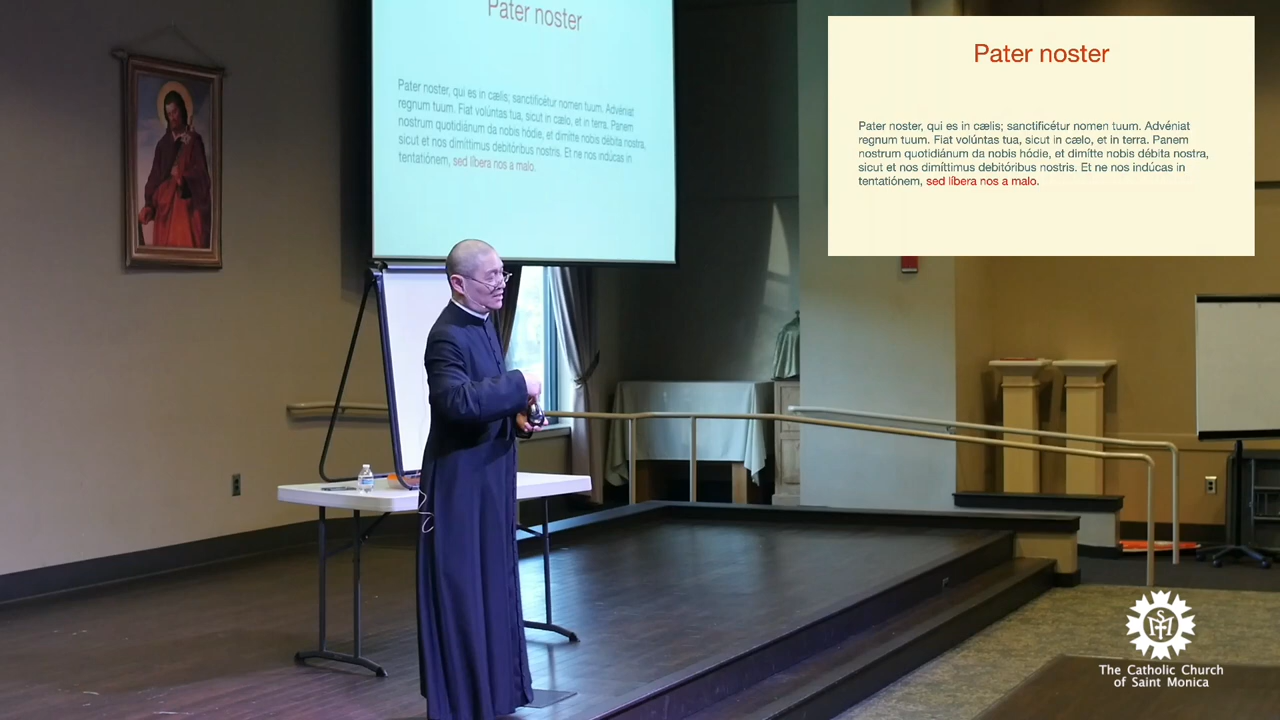 Pater noster
Pater noster, qui es in cælis; sanctificétur nomen tuum. Advéniat
regnum tuum. Fiat volúntas tua, sicut in cælo, et in terra. Panem
nostrum quotidiánum da nobis hódie, et dimítte nobis débita nostra,
sicut et nos dimíttimus debitóribus nostris. Et ne nos indúcas in
tentatiónem, sed líbera nos a malo.
Pater noster
Pater noster, qui es in cælis; sanctificétur nomen tuum. Advéniat
regnum tuum. Fiat volúntas tua, sicut in cælo, et in terra. Panem
nostrum quotidiánum da nobis hódie, et dimítte nobis débita nostra,
sicut et nos dimíttimus debitóribus nostris. Et ne nos indúcas in
tentatiónem, sed líbera nos a malo.
The Catholic Church
of Saint Monica